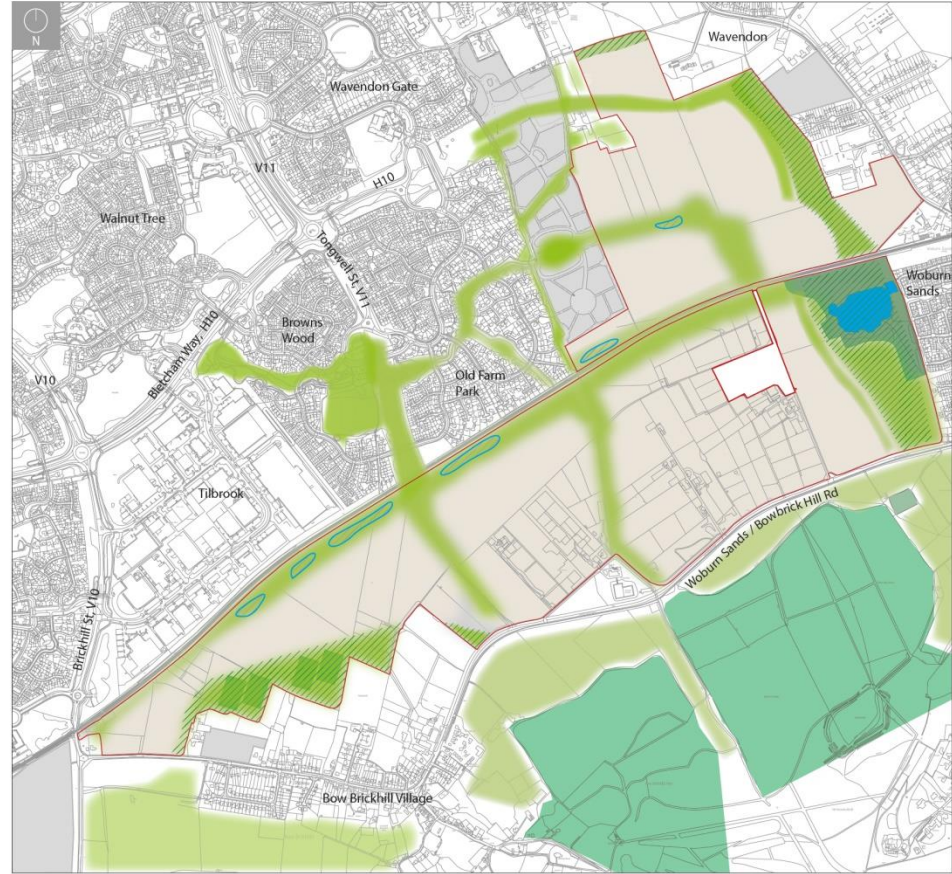 N
Wavendon
Wavendon Gate
V11
H10
Walnut Tree
Tongwell St, V11
Woburn
Sands
Browns
Wood
Bletcham Way, H10
V10
Old Farm
Park
Tilbrook
Woburn Sands / Bowbrick Hill Rd
Brickhill St, V10
Bow Brickhill Village